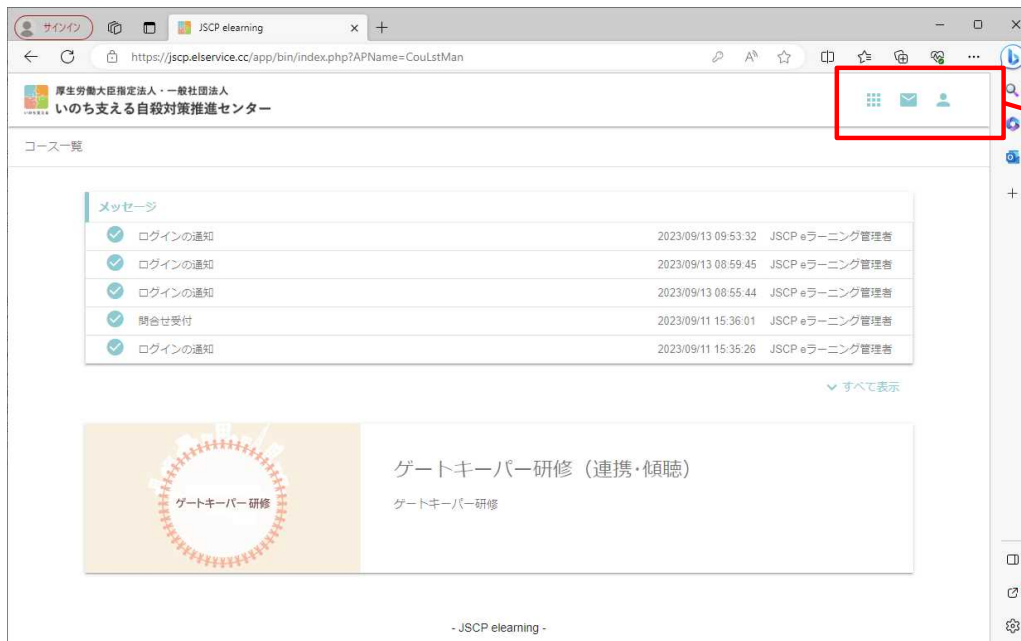 サインイン
JSCP elearning
https://jscp.elservice.cc/app/bin/index.php?APName=CouLstMan
厚生労働大臣指定法人・一般社団法人
いのち支える自殺対策推進センター
コース一覧
メッセージ
ログインの通知 2023/09/13 09:53:32 JSCP eラーニング管理者
ログインの通知 2023/09/13 08:59:45 JSCP eラーニング管理者
ログインの通知 2023/09/13 08:55:44 JSCP eラーニング管理者
問合せ受付 2023/09/11 15:36:01 JSCP eラーニング管理者
ログインの通知 2023/09/11 15:35:26 JSCP eラーニング管理者
すべて表示
ゲートキーパー研修
ゲートキーパー研修（連携・傾聴）
ゲートキーパー研修
- JSCP elearning -